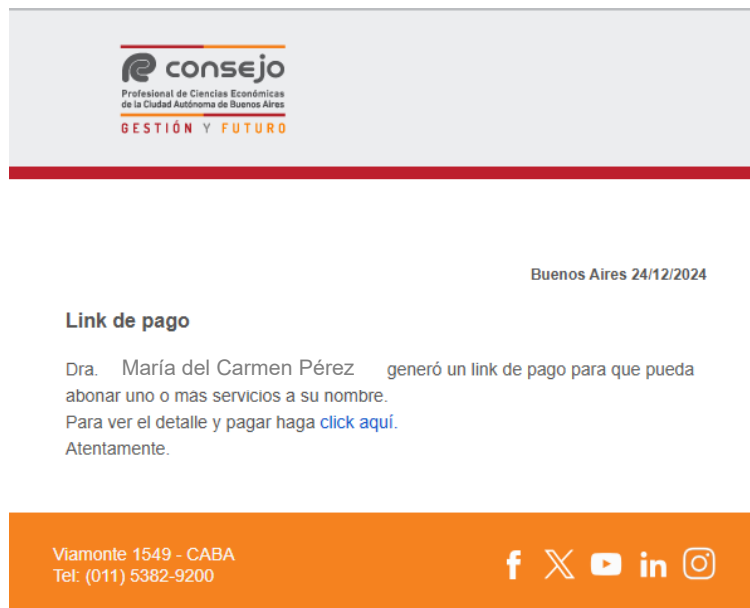 consejo
Profesional de Ciencias Económicas
de la Ciudad Autónoma de Buenos Aires
GESTIÓN Y FUTURO
Buenos Aires 24/12/2024
Link de pago
Dra. María del Carmen Pérez generó un link de pago para que pueda
abonar uno o más servicios a su nombre.
Para ver el detalle y pagar haga click aquí.
Atentamente.
Viamonte 1549 - CABA
Tel: (011) 5382-9200